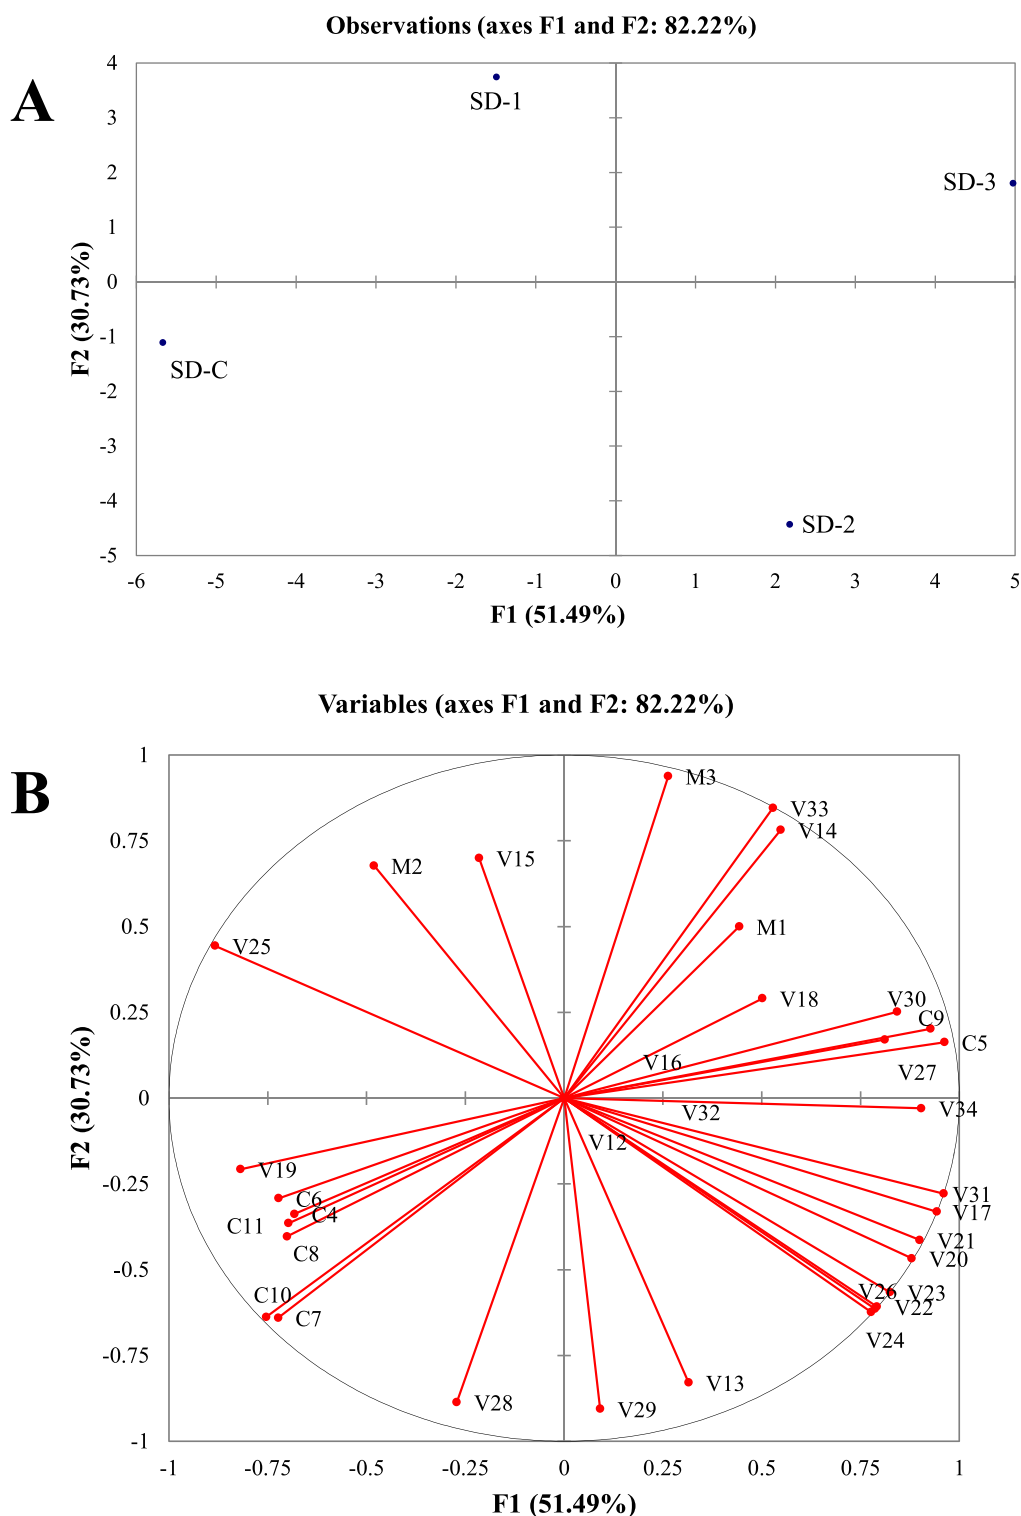 Observations (axes F1 and F2: 82.22%)
A
4
3
2
1
0
-1
-2
-3
-4
-5
F2 (30.73%)
SD-1
SD-3
SD-C
SD-2
-6 -5 -4 -3 -2 -1 0 1 2 3 4 5
F1 (51.49%)
Variables (axes F1 and F2: 82.22%)
B
1
0.75
0.5
0.25
0
-0.25
-0.5
-0.75
-1
F2 (30.73%)
M3
V33
V14
V15
M2
M1
V25
V18
V30
C9
C5
V16
V27
V32
V34
V12
V19
V31
C6
V17
C11 C4
V21
C8
V20
C10
V26 V23
C7
V22
V24
V13
V28
V29
-1 -0.75 -0.5 -0.25 0 0.25 0.5 0.75 1
F1 (51.49%)